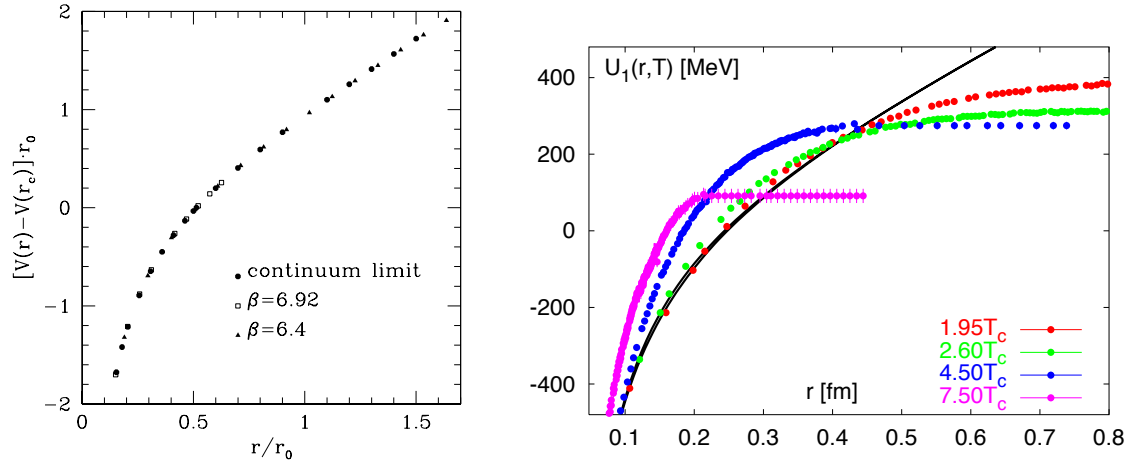 2
1
0
−1
−2
[V(r)−V(r_c)]·r_0
continuum limit
β=6.92
β=6.4
0
0.5
1
1.5
r/r_0
U_1(r,T) [MeV]
400
200
0
-200
-400
1.95T_c
2.60T_c
4.50T_c
7.50T_c
r [fm]
0.1 0.2 0.3 0.4 0.5 0.6 0.7 0.8